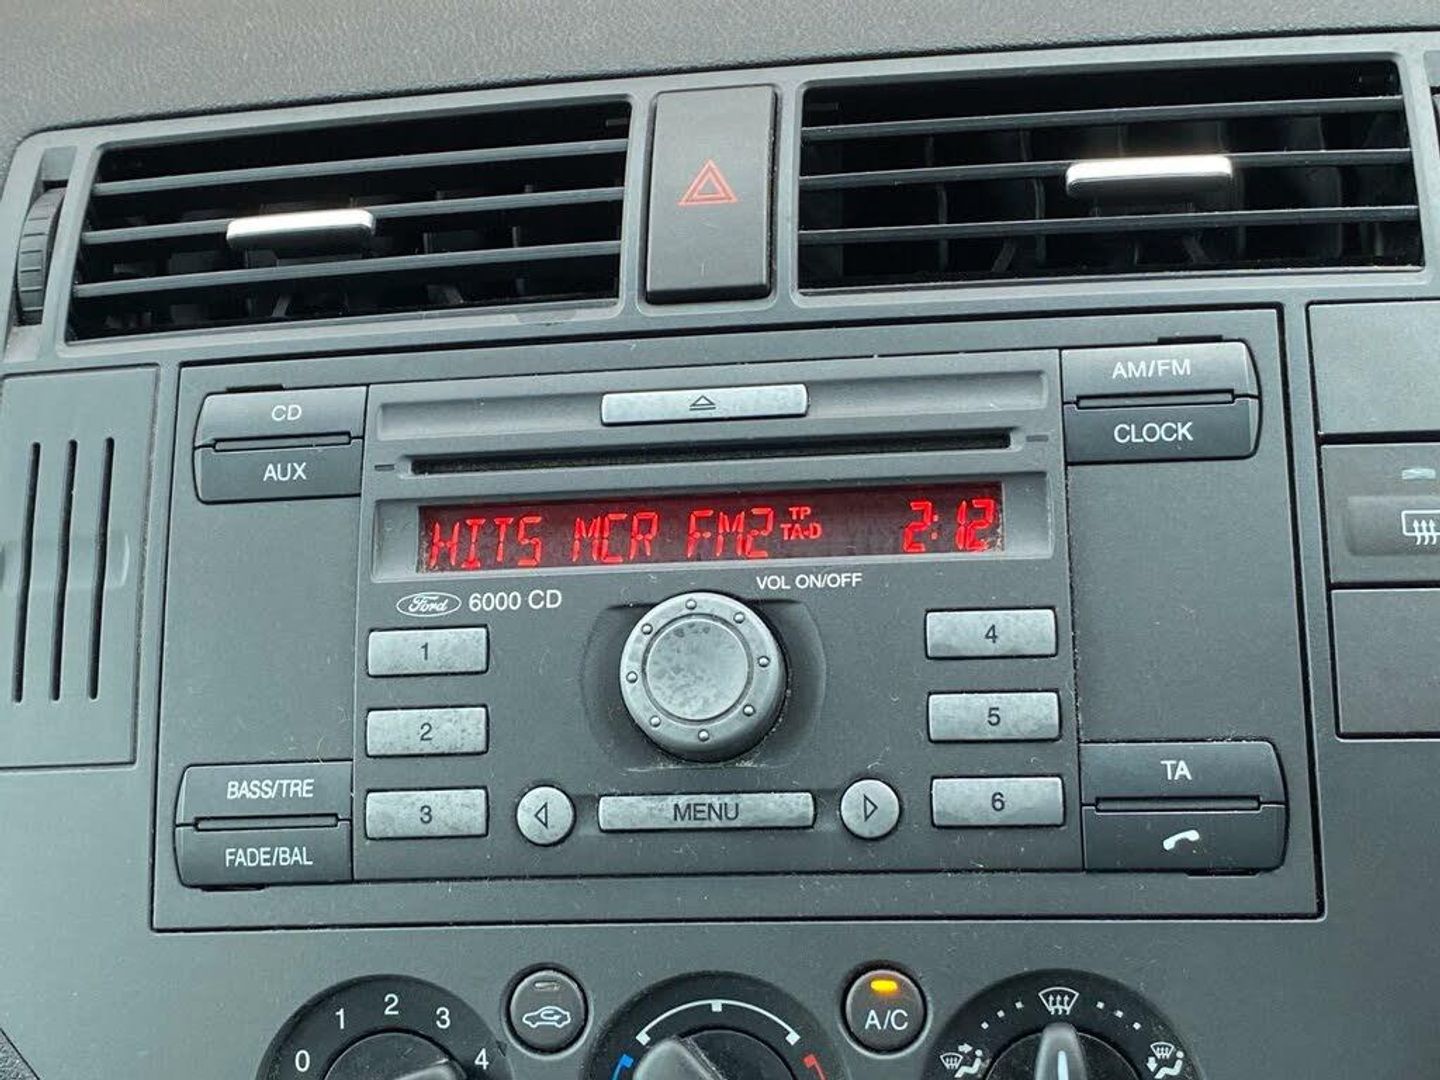 CD
AUX
AM/FM
CLOCK
HITS MCR FM2 TP TA-D 2:12
Ford 6000 CD
VOL ON/OFF
1
2
3
4
5
6
MENU
BASS/TRE
FADE/BAL
TA
0 1 2 3 4
A/C